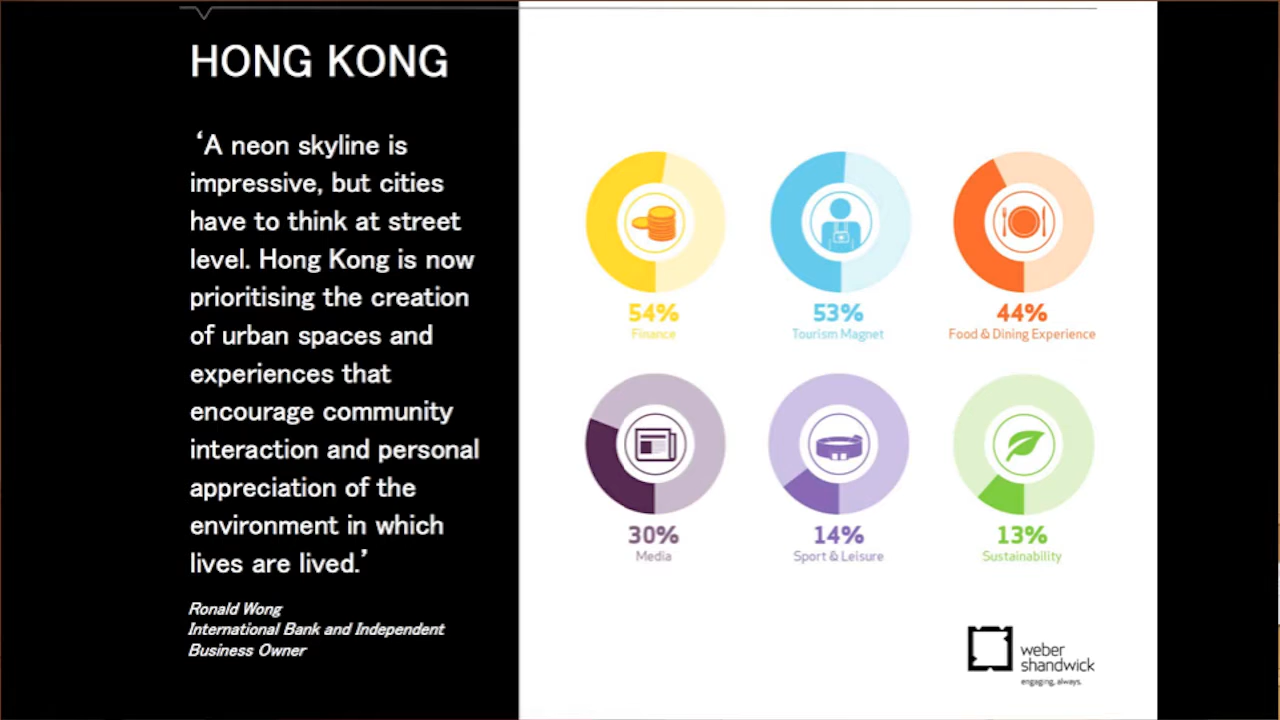 HONG KONG
‘A neon skyline is
impressive, but cities
have to think at street
level. Hong Kong is now
prioritising the creation
of urban spaces and
experiences that
encourage community
interaction and personal
appreciation of the
environment in which
lives are lived.’
Ronald Wong
International Bank and Independent
Business Owner
54%
Finance
53%
Tourism Magnet
44%
Food & Dining Experience
30%
Media
14%
Sport & Leisure
13%
Sustainability
weber
shandwick
engaging, always.